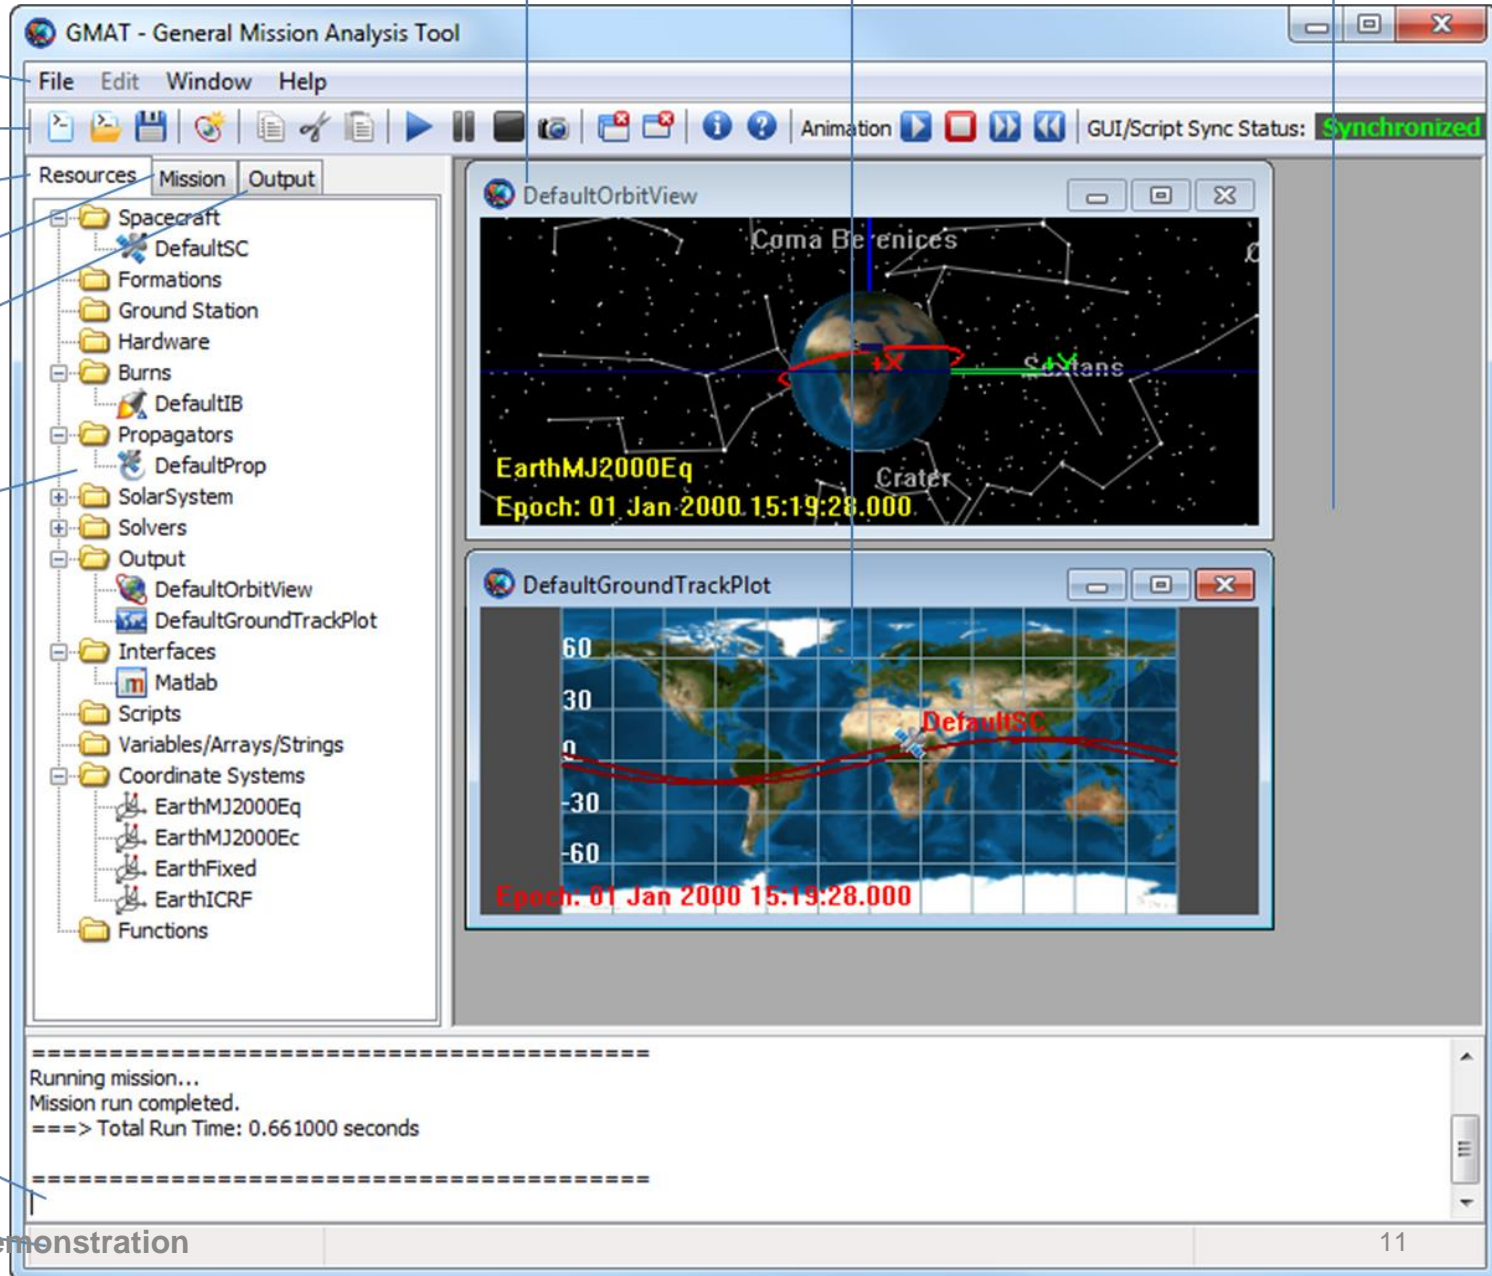 GMAT - General Mission Analysis Tool
File Edit Window Help
Animation GUI/Script Sync Status: Synchronized
Resources Mission Output
Spacecraft
DefaultSC
Formations
Ground Station
Hardware
Burns
DefaultIB
Propagators
DefaultProp
SolarSystem
Solvers
Output
DefaultOrbitView
DefaultGroundTrackPlot
Interfaces
.m Matlab
Scripts
Variables/Arrays/Strings
Coordinate Systems
EarthMJ2000Eq
EarthMJ2000Ec
EarthFixed
EarthICRF
Functions
DefaultOrbitView
Coma Berenices
+X
+Y
Sextans
Crater
EarthMJ2000Eq
Epoch: 01 Jan 2000 15:19:28.000
DefaultGroundTrackPlot
60
30
DefaultSC
0
-30
-60
Epoch: 01 Jan 2000 15:19:28.000
========================================
Running mission...
Mission run completed.
===> Total Run Time: 0.661000 seconds
========================================
emonstration
11